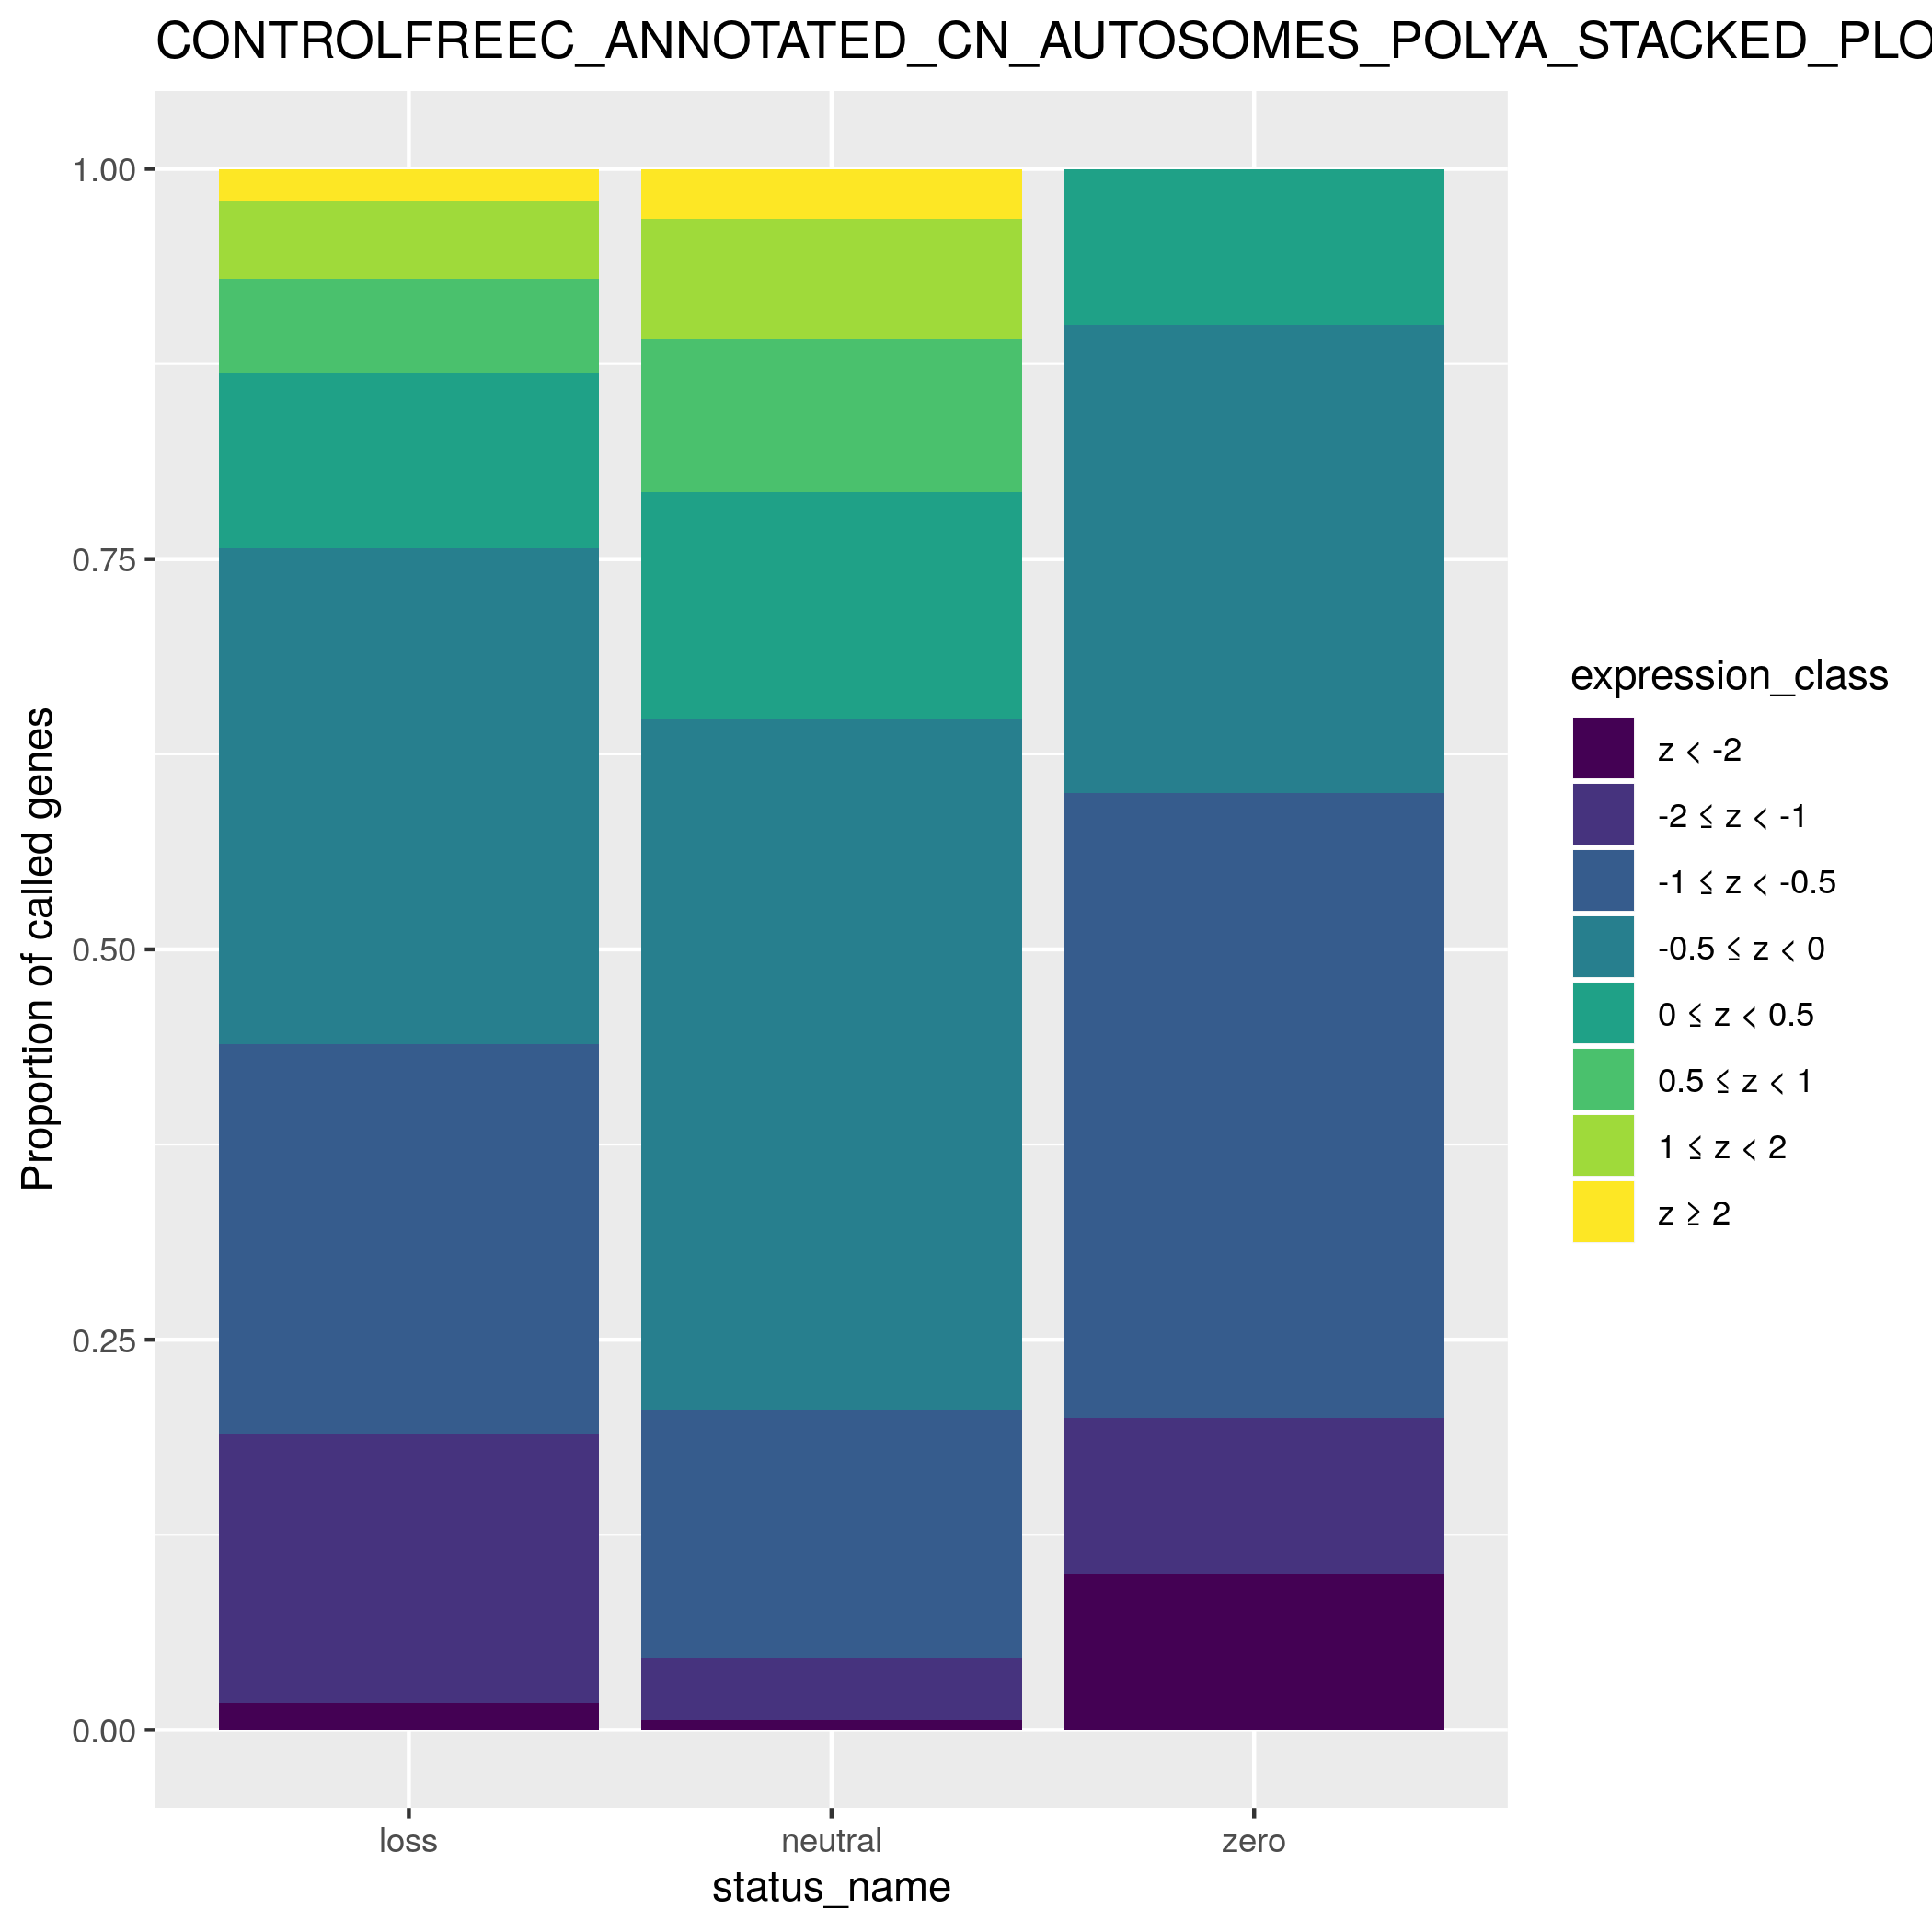 CONTROLFREEC_ANNOTATED_CN_AUTOSOMES_POLYA_STACKED_PLO
1.00
0.75
0.50
0.25
0.00
Proportion of called genes
loss neutral zero
status_name
expression_class
z < -2
-2 ≤ z < -1
-1 ≤ z < -0.5
-0.5 ≤ z < 0
0 ≤ z < 0.5
0.5 ≤ z < 1
1 ≤ z < 2
z ≥ 2